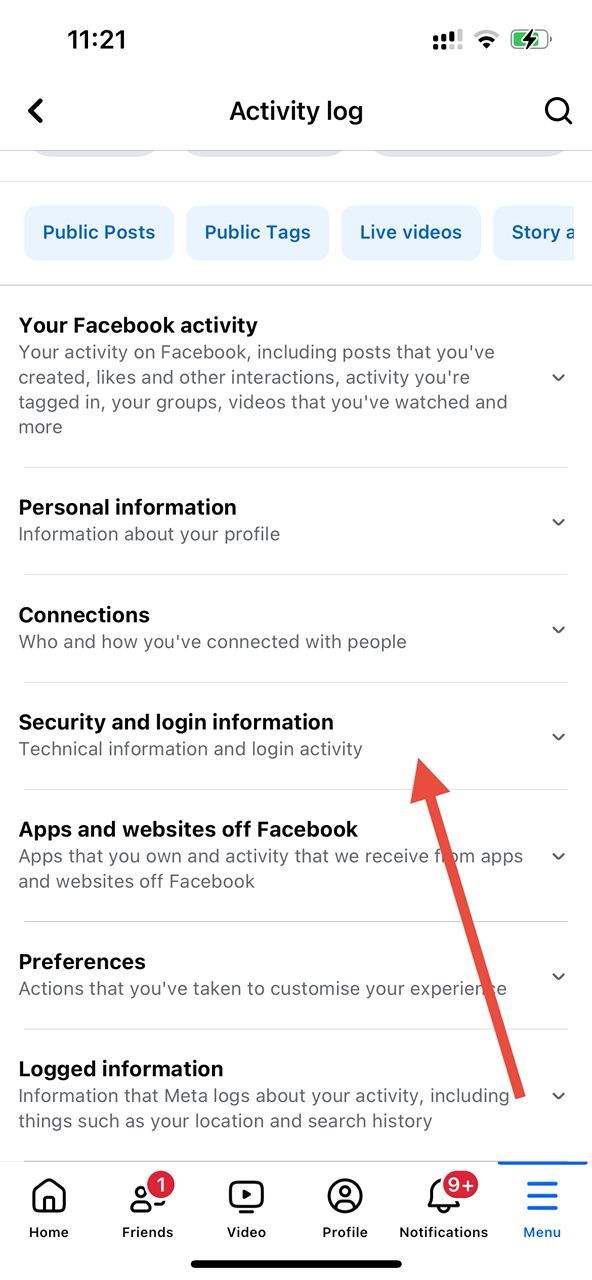 11:21
Activity log
Public Posts
Public Tags
Live videos
Story a
Your Facebook activity
Your activity on Facebook, including posts that you've
created, likes and other interactions, activity you're
tagged in, your groups, videos that you've watched and
more
Personal information
Information about your profile
Connections
Who and how you've connected with people
Security and login information
Technical information and login activity
Apps and websites off Facebook
Apps that you own and activity that we receive from apps
and websites off Facebook
Preferences
Actions that you've taken to customise your experience
Logged information
Information that Meta logs about your activity, including
things such as your location and search history
1
9+
Home
Friends
Video
Profile
Notifications
Menu